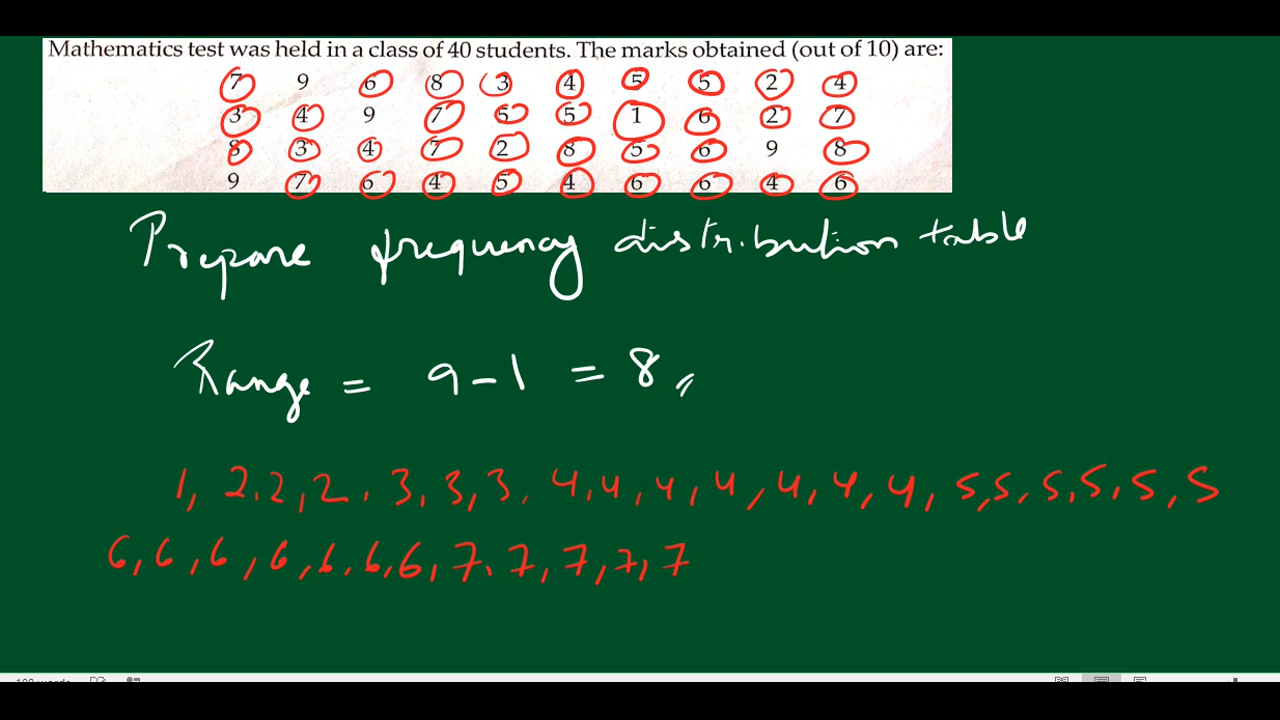 Mathematics test was held in a class of 40 students. The marks obtained (out of 10) are:
7 9 6 8 3 4 5 5 2 4
3 4 9 7 5 5 1 6 2 7
8 3 4 7 2 8 5 6 9 8
9 7 6 4 5 4 6 6 4 6
Prepare frequency distribution table
Range = 9-1 = 8,
1, 2, 2, 2, 3, 3, 3, 4, 4, 4, 4, 4, 4, 4, 5, 5, 5, 5, 5, 5
6, 6, 6, 6, 6, 6, 6, 7, 7, 7, 7, 7